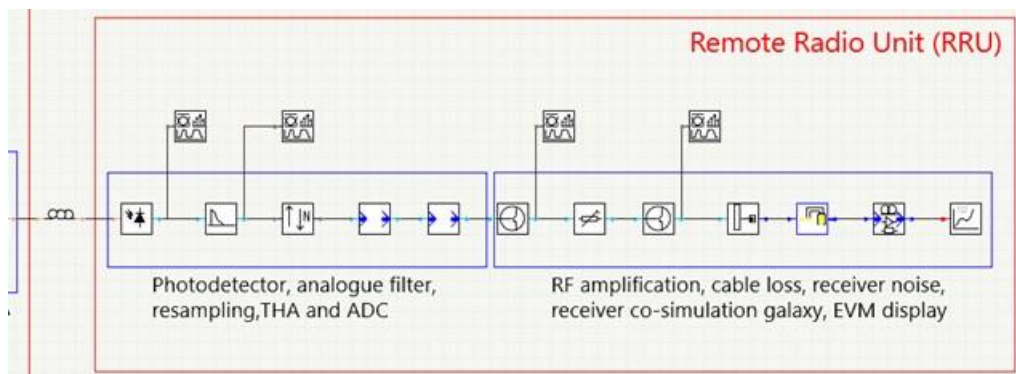 Remote Radio Unit (RRU)
N
Photodetector, analogue filter,
resampling,THA and ADC
RF amplification, cable loss, receiver noise,
receiver co-simulation galaxy, EVM display